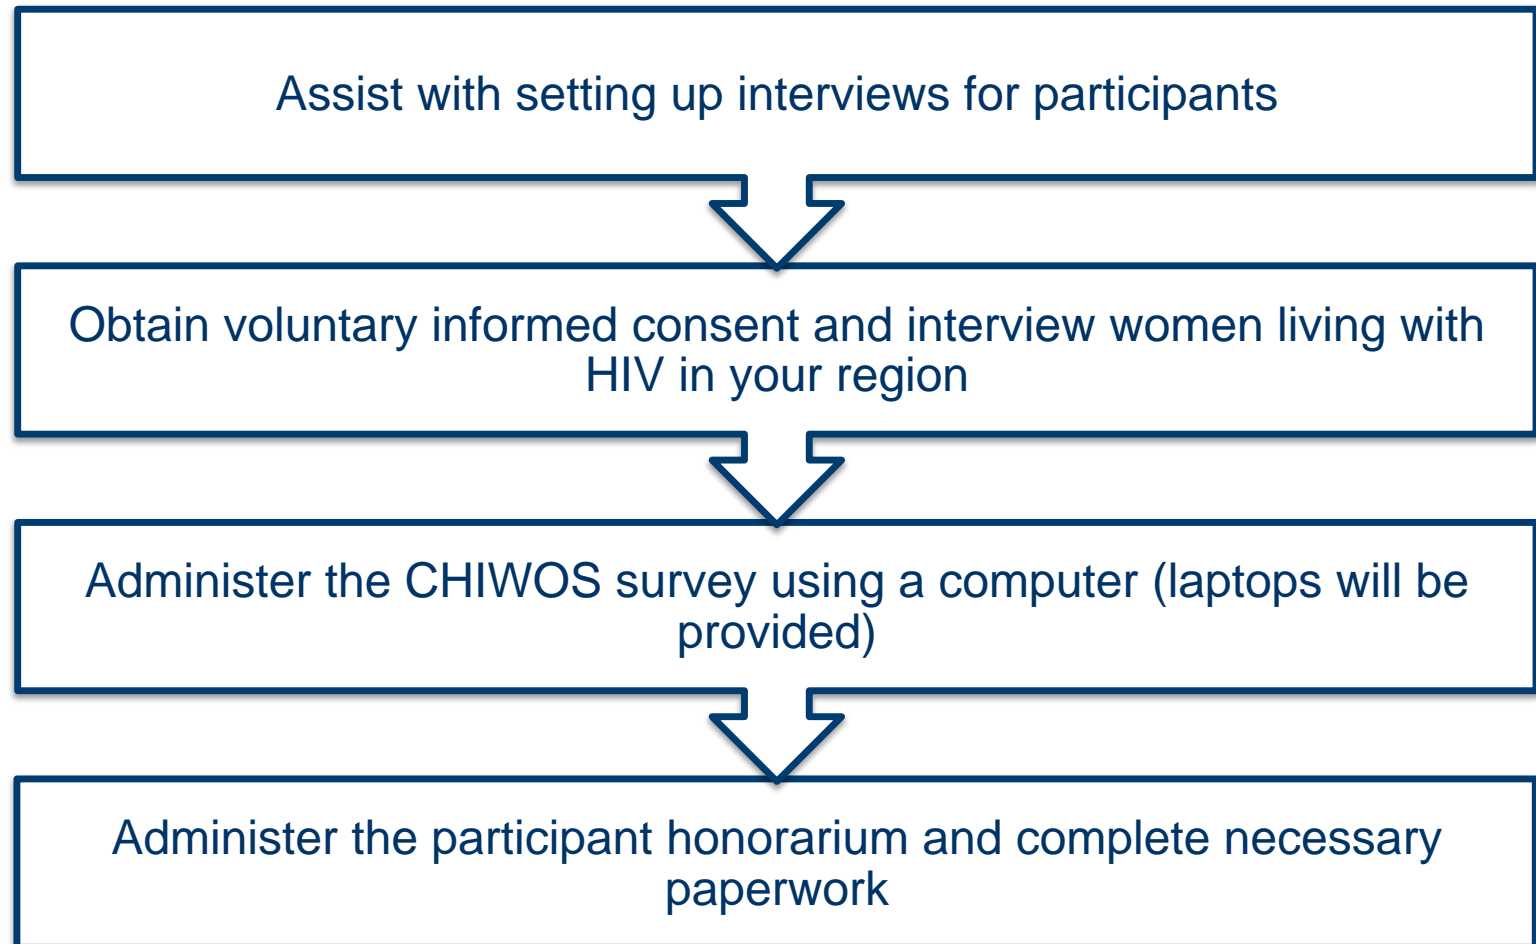 Assist with setting up interviews for participants
Obtain voluntary informed consent and interview women living with
HIV in your region
Administer the CHIWOS survey using a computer (laptops will be
provided)
Administer the participant honorarium and complete necessary
paperwork